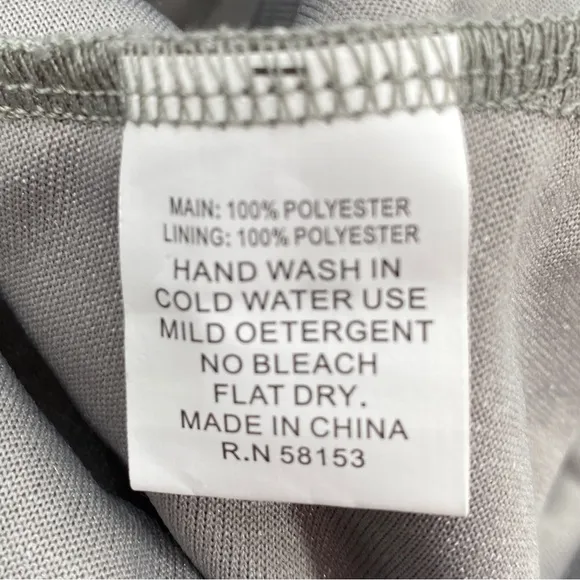 MAIN: 100% POLYESTER
LINING: 100% POLYESTER
HAND WASH IN
COLD WATER USE
MILD OETERGENT
NO BLEACH
FLAT DRY.
MADE IN CHINA
R.N 58153